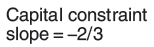 Capital constraint
slope = –2/3